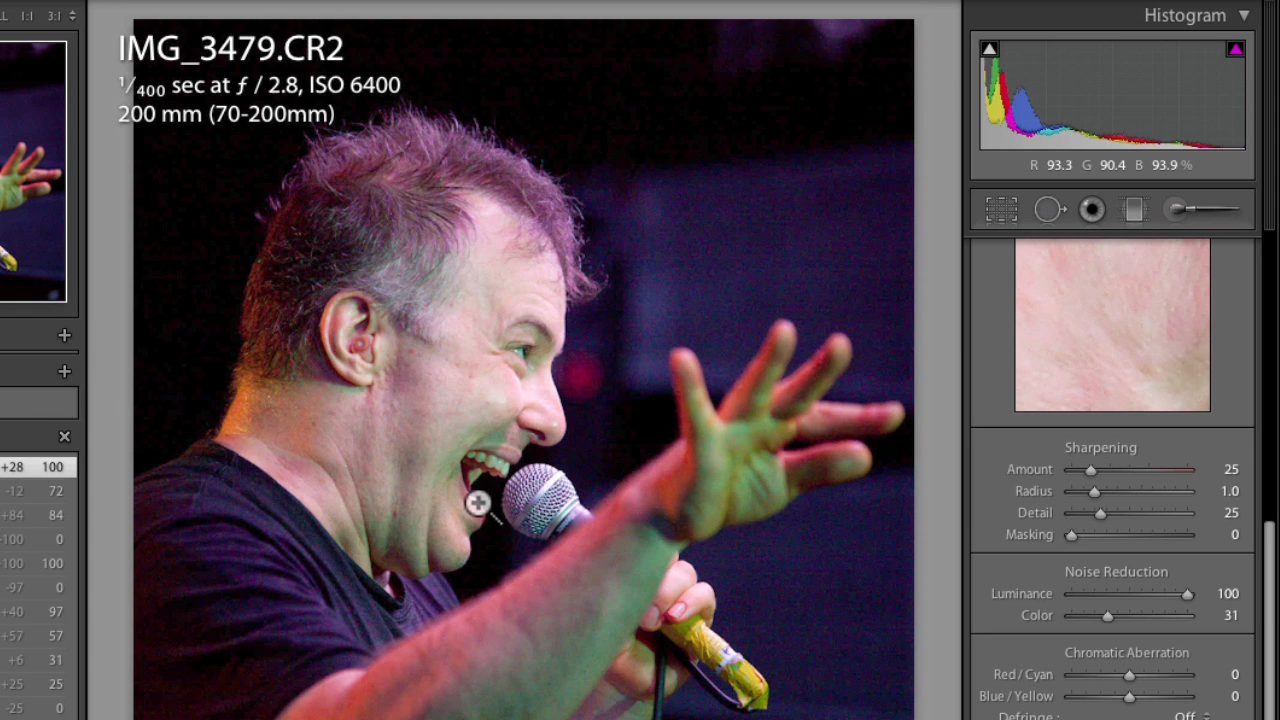 1:1 3:1
Histogram
IMG_3479.CR2
¹⁄₄₀₀ sec at ƒ / 2.8, ISO 6400
200 mm (70-200mm)
R 93.3 G 90.4 B 93.9 %
+28 100
-12 72
+84 84
-100 0
-100 100
-97 0
+40 97
+57 57
+6 31
+25 25
-25 0
Sharpening
Amount 25
Radius 1.0
Detail 25
Masking 0
Noise Reduction
Luminance 100
Color 31
Chromatic Aberration
Red / Cyan 0
Blue / Yellow 0
Defringe : Off